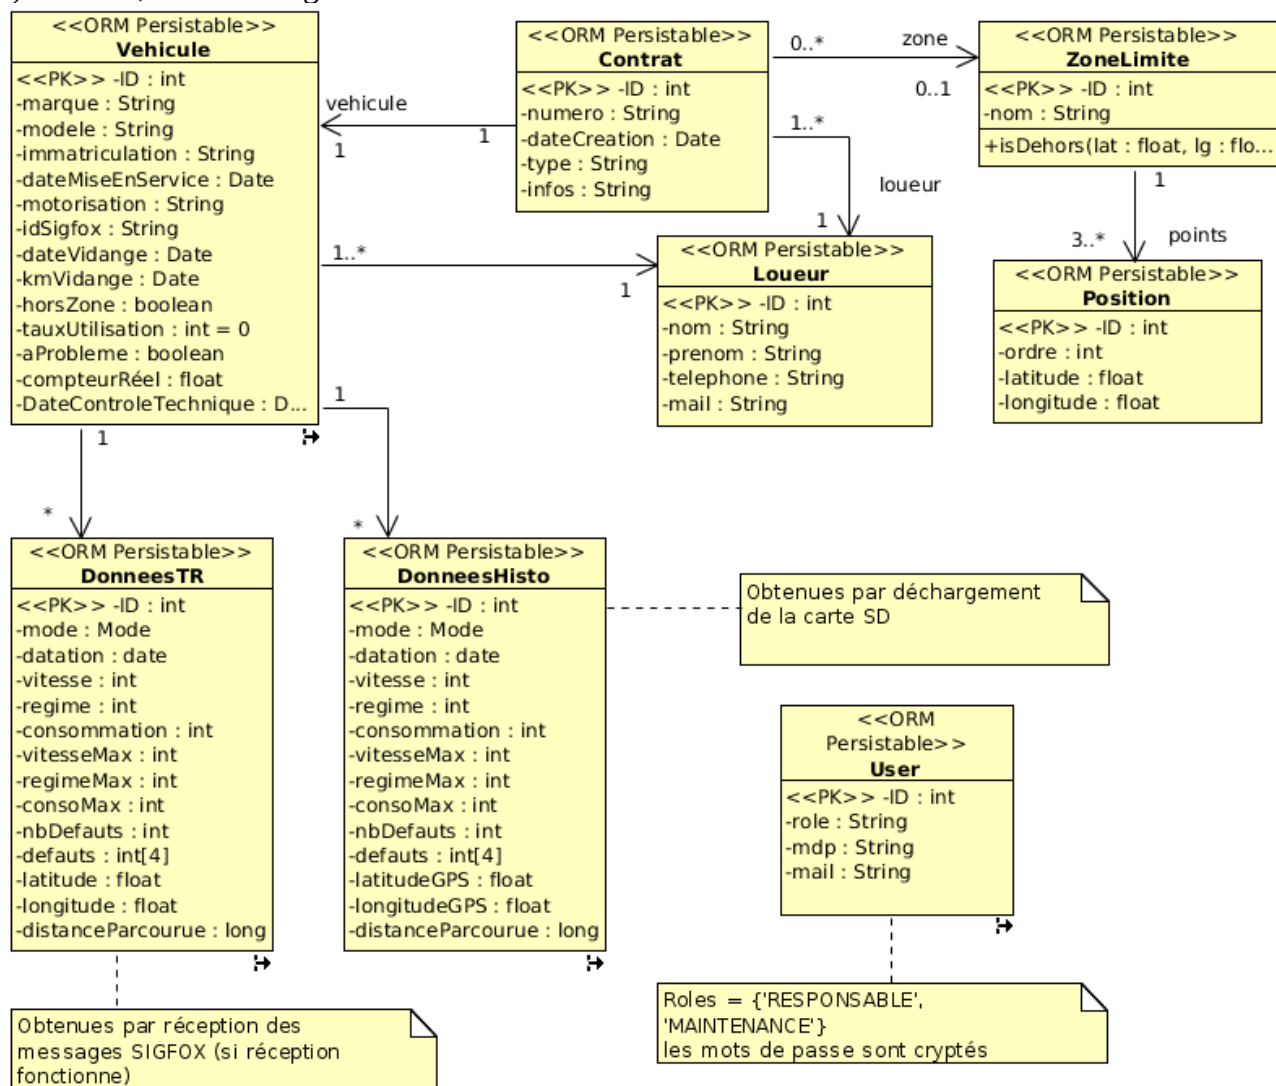 <<ORM Persistable>>
Vehicule
<<PK>> -ID : int
-marque : String
-modele : String
-immatriculation : String
-dateMiseEnService : Date
-motorisation : String
-idSigfox : String
-dateVidange : Date
-kmVidange : Date
-horsZone : boolean
-tauxUtilisation : int = 0
-aProbleme : boolean
-compteurRéel : float
-DateControleTechnique : D...
vehicule
1
1
<<ORM Persistable>>
Contrat
<<PK>> -ID : int
-numero : String
-dateCreation : Date
-type : String
-infos : String
0..*
zone
0..1
<<ORM Persistable>>
ZoneLimite
<<PK>> -ID : int
-nom : String
+isDehors(lat : float, lg : flo...
1..*
loueur
1
1
3..*
points
1..*
1
<<ORM Persistable>>
Loueur
<<PK>> -ID : int
-nom : String
-prenom : String
-telephone : String
-mail : String
<<ORM Persistable>>
Position
<<PK>> -ID : int
-ordre : int
-latitude : float
-longitude : float
1
*
1
*
<<ORM Persistable>>
DonneesTR
<<PK>> -ID : int
-mode : Mode
-datation : date
-vitesse : int
-regime : int
-consommation : int
-vitesseMax : int
-regimeMax : int
-consoMax : int
-nbDefauts : int
-defauts : int[4]
-latitude : float
-longitude : float
-distanceParcourue : long
<<ORM Persistable>>
DonneesHisto
<<PK>> -ID : int
-mode : Mode
-datation : date
-vitesse : int
-regime : int
-consommation : int
-vitesseMax : int
-regimeMax : int
-consoMax : int
-nbDefauts : int
-defauts : int[4]
-latitudeGPS : float
-longitudeGPS : float
-distanceParcourue : long
Obtenues par déchargement
de la carte SD
<<ORM
Persistable>>
User
<<PK>> -ID : int
-role : String
-mdp : String
-mail : String
Obtenues par réception des
messages SIGFOX (si réception
fonctionne)
Roles = {'RESPONSABLE',
'MAINTENANCE'}
les mots de passe sont cryptés